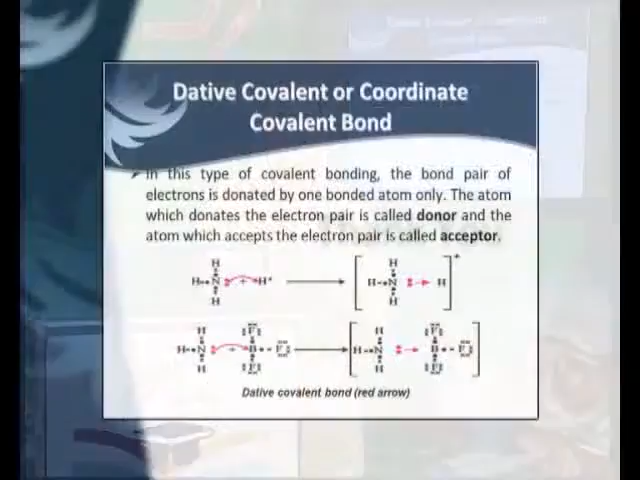 Dative Covalent or Coordinate
Covalent Bond
In this type of covalent bonding, the bond pair of
electrons is donated by one bonded atom only. The atom
which donates the electron pair is called donor and the
atom which accepts the electron pair is called acceptor.
H H
H N + H⁺ H N H +
H H
H F H F
H N + B F H N B F
H F H F
Dative covalent bond (red arrow)